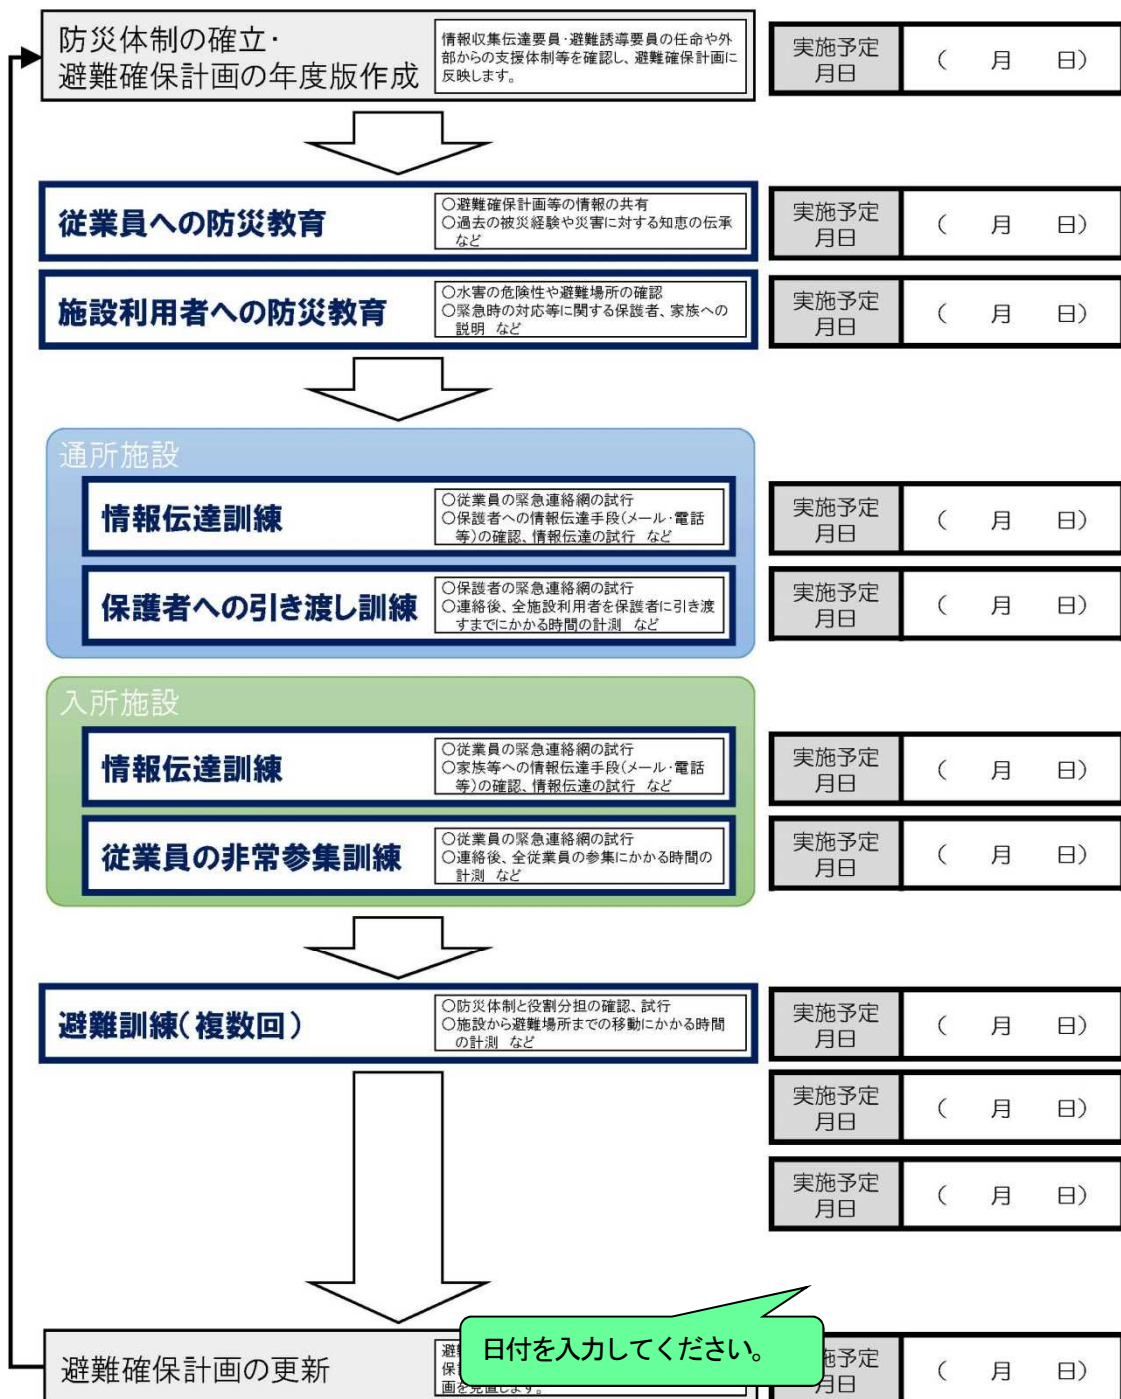 防災体制の確立・
避難確保計画の年度版作成
情報収集伝達要員・避難誘導要員の任命や外
部からの支援体制等を確認し、避難確保計画に
反映します。
実施予定
月日
（　月　日）
従業員への防災教育
○避難確保計画等の情報の共有
○過去の被災経験や災害に対する知恵の伝承
など
実施予定
月日
（　月　日）
施設利用者への防災教育
○水害の危険性や避難場所の確認
○緊急時の対応等に関する保護者、家族への
説明　など
実施予定
月日
（　月　日）
通所施設
情報伝達訓練
○従業員の緊急連絡網の試行
○保護者への情報伝達手段（メール・電話
等）の確認、情報伝達の試行　など
実施予定
月日
（　月　日）
保護者への引き渡し訓練
○保護者の緊急連絡網の試行
○連絡後、全施設利用者を保護者に引き渡
すまでにかかる時間の計測　など
実施予定
月日
（　月　日）
入所施設
情報伝達訓練
○従業員の緊急連絡網の試行
○家族等への情報伝達手段（メール・電話
等）の確認、情報伝達の試行　など
実施予定
月日
（　月　日）
従業員の非常参集訓練
○従業員の緊急連絡網の試行
○連絡後、全従業員の参集にかかる時間の
計測　など
実施予定
月日
（　月　日）
避難訓練（複数回）
○防災体制と役割分担の確認、試行
○施設から避難場所までの移動にかかる時間
の計測　など
実施予定
月日
（　月　日）
実施予定
月日
（　月　日）
実施予定
月日
（　月　日）
日付を入力してください。
避難確保計画の更新
避
保
画を見直します。
施予定
月日
（　月　日）